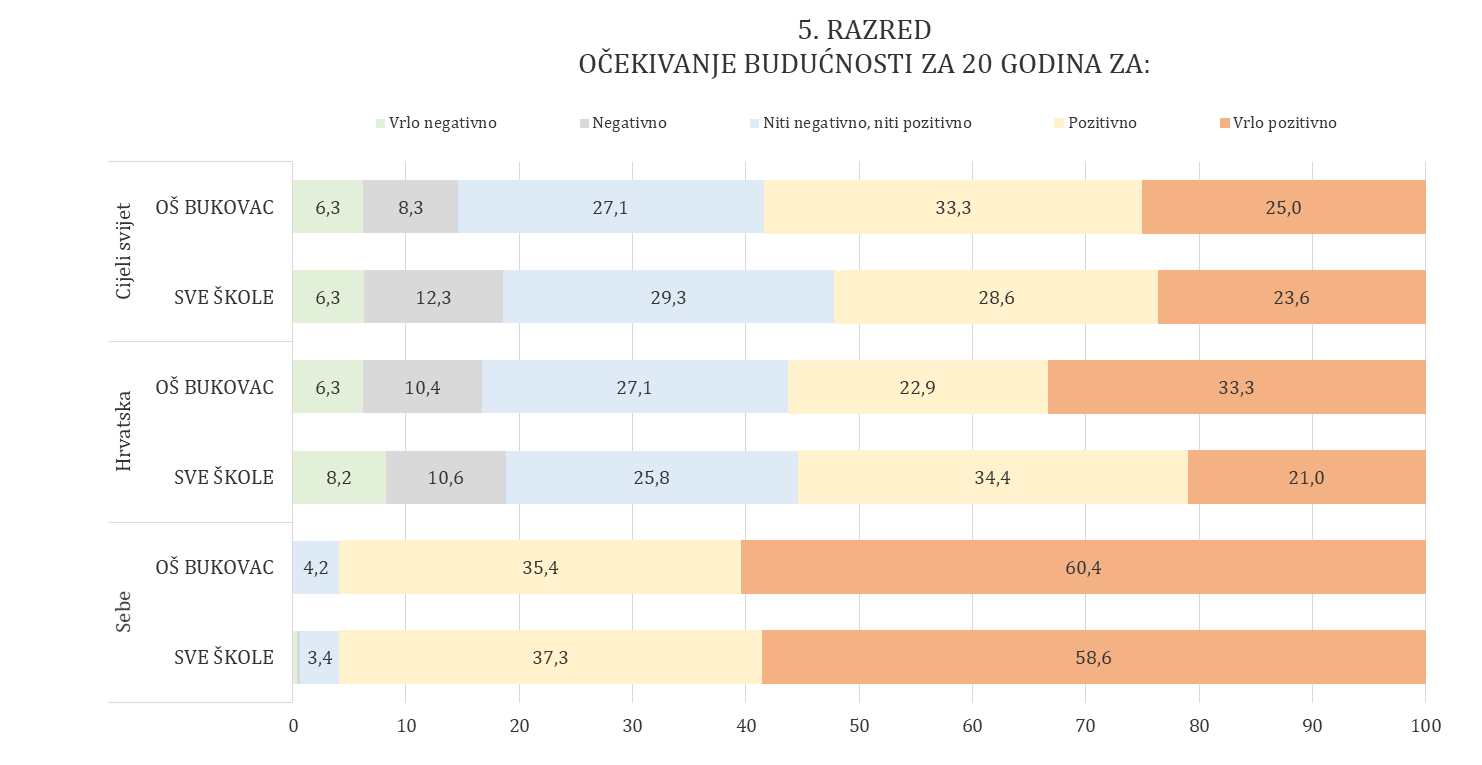 5. RAZRED
OČEKIVANJE BUDUĆNOSTI ZA 20 GODINA ZA:
Vrlo negativno Negativno Niti negativno, niti pozitivno Pozitivno Vrlo pozitivno
Cijeli svijet
OŠ BUKOVAC 6,3 8,3 27,1 33,3 25,0
SVE ŠKOLE 6,3 12,3 29,3 28,6 23,6
Hrvatska
OŠ BUKOVAC 6,3 10,4 27,1 22,9 33,3
SVE ŠKOLE 8,2 10,6 25,8 34,4 21,0
Sebe
OŠ BUKOVAC 4,2 35,4 60,4
SVE ŠKOLE 3,4 37,3 58,6
0 10 20 30 40 50 60 70 80 90 100